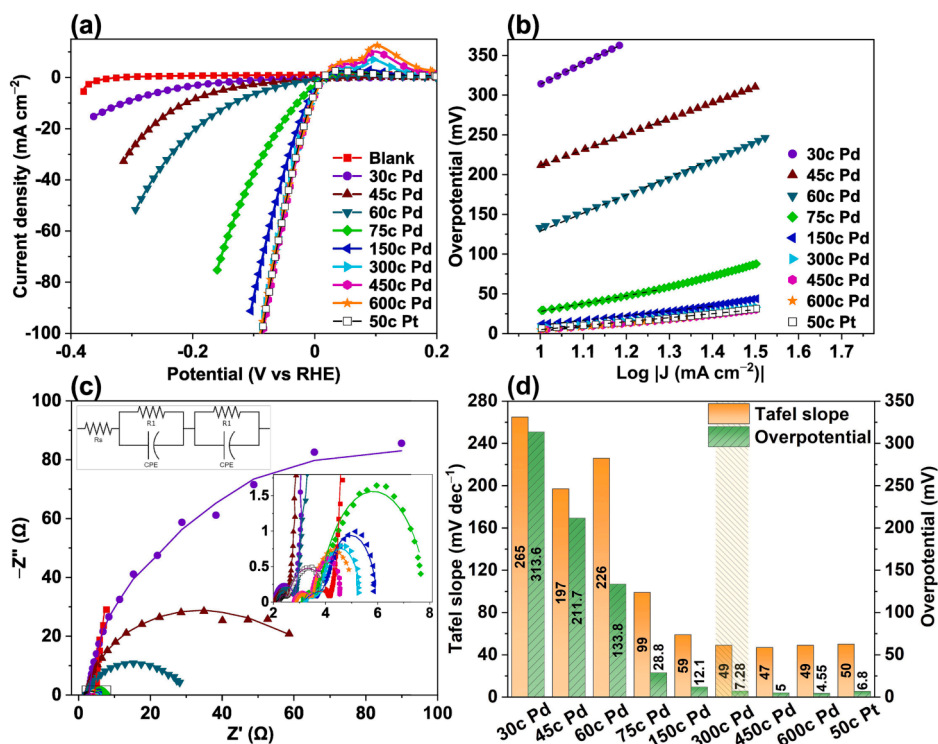 (a)
Current density (mA cm⁻²)
0
-20
-40
-60
-80
-100
-0.4
-0.2
0
0.2
Potential (V vs RHE)
Blank
30c Pd
45c Pd
60c Pd
75c Pd
150c Pd
300c Pd
450c Pd
600c Pd
50c Pt
(b)
Overpotential (mV)
350
300
250
200
150
100
50
0
1
1.1
1.2
1.3
1.4
1.5
1.6
1.7
Log |J (mA cm⁻²)|
30c Pd
45c Pd
60c Pd
75c Pd
150c Pd
300c Pd
450c Pd
600c Pd
50c Pt
(c)
−Z'' (Ω)
100
80
60
40
20
0
0
20
40
60
80
100
Z' (Ω)
Rs
R1
CPE
R1
CPE
1.5
1
0.5
0
2
4
6
8
(d)
Tafel slope (mV dec⁻¹)
280
240
200
160
120
80
40
0
Tafel slope
Overpotential
265
313.6
197
211.7
226
133.8
99
28.8
59
12.1
49
7.28
47
5
49
4.55
50
6.8
30c Pd
45c Pd
60c Pd
75c Pd
150c Pd
300c Pd
450c Pd
600c Pd
50c Pt
350
300
250
200
150
100
50
0
Overpotential (mV)